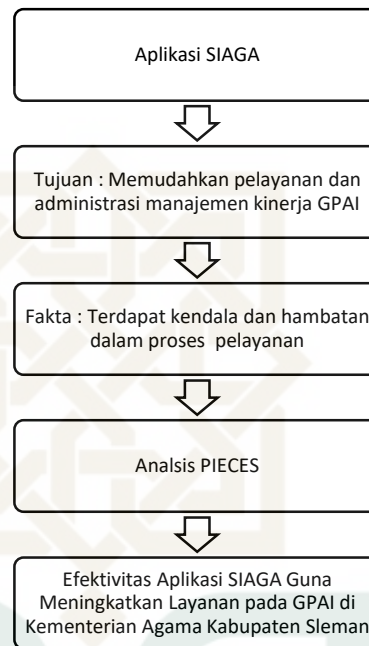 Aplikasi SIAGA
Tujuan : Memudahkan pelayanan dan
administrasi manajemen kinerja GPAI
Fakta : Terdapat kendala dan hambatan
dalam proses pelayanan
Analsis PIECES
Efektivitas Aplikasi SIAGA Guna
Meningkatkan Layanan pada GPAI di
Kementerian Agama Kabupaten Sleman